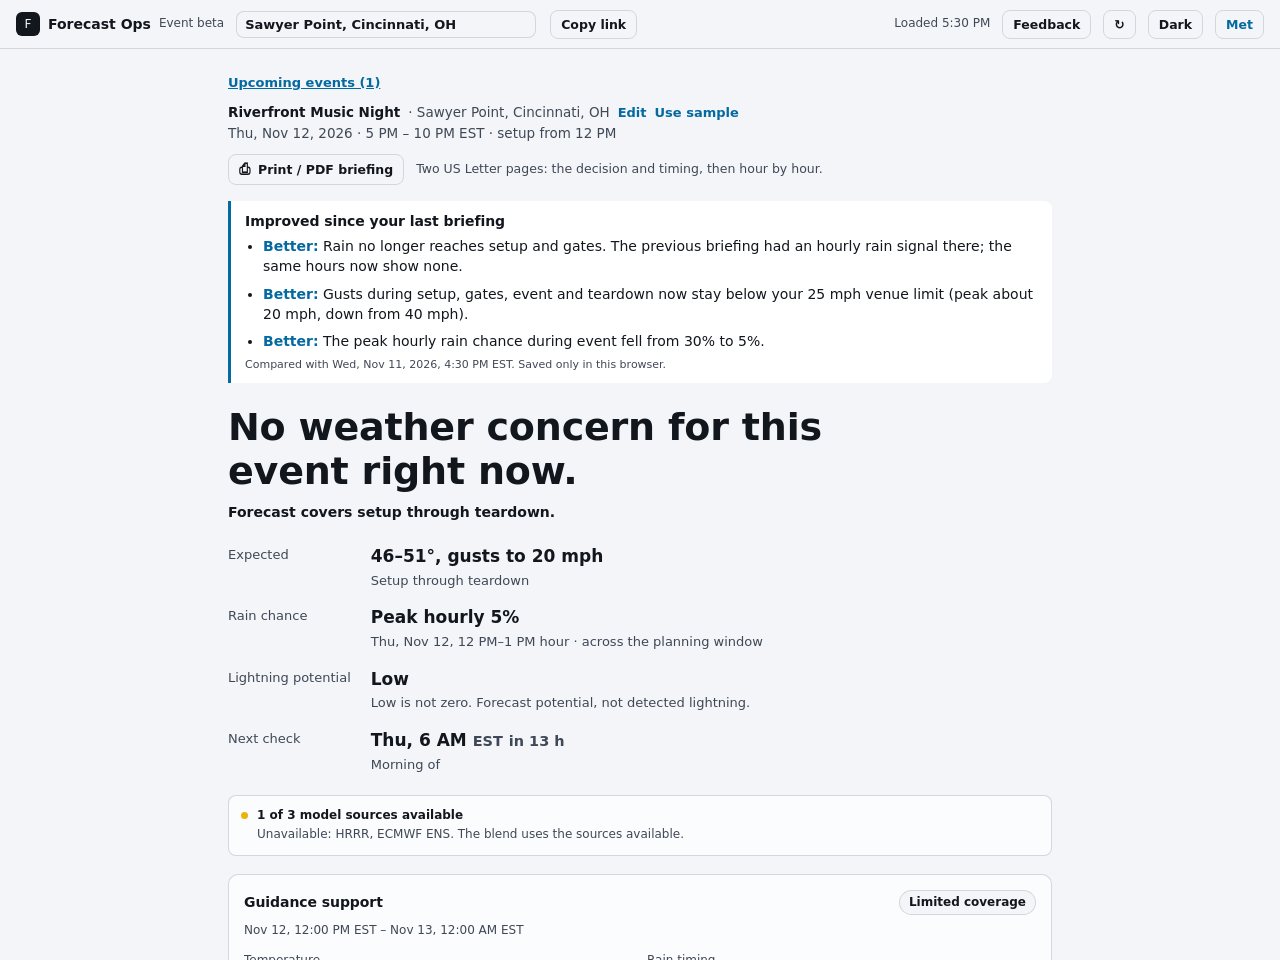 F Forecast Ops Event beta Sawyer Point, Cincinnati, OH Copy link Loaded 5:30 PM Feedback ↻ Dark Met
Upcoming events (1)
Riverfront Music Night · Sawyer Point, Cincinnati, OH Edit Use sample
Thu, Nov 12, 2026 · 5 PM – 10 PM EST · setup from 12 PM
⎙ Print / PDF briefing Two US Letter pages: the decision and timing, then hour by hour.
Improved since your last briefing
• Better: Rain no longer reaches setup and gates. The previous briefing had an hourly rain signal there; the
same hours now show none.
• Better: Gusts during setup, gates, event and teardown now stay below your 25 mph venue limit (peak about
20 mph, down from 40 mph).
• Better: The peak hourly rain chance during event fell from 30% to 5%.
Compared with Wed, Nov 11, 2026, 4:30 PM EST. Saved only in this browser.
No weather concern for this
event right now.
Forecast covers setup through teardown.
Expected 46–51°, gusts to 20 mph
Setup through teardown
Rain chance Peak hourly 5%
Thu, Nov 12, 12 PM–1 PM hour · across the planning window
Lightning potential Low
Low is not zero. Forecast potential, not detected lightning.
Next check Thu, 6 AM EST in 13 h
Morning of
1 of 3 model sources available
Unavailable: HRRR, ECMWF ENS. The blend uses the sources available.
Guidance support Limited coverage
Nov 12, 12:00 PM EST – Nov 13, 12:00 AM EST
Temperature Rain timing